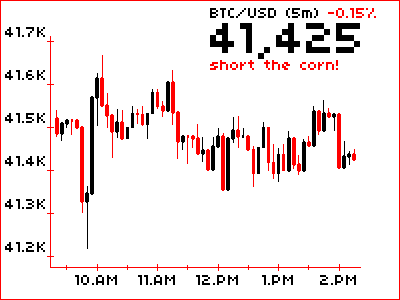 BTC/USD (5m) -0.15%
41,425
short the corn!
41.7K
41.6K
41.5K
41.4K
41.3K
41.2K
10.AM 11.AM 12.PM 1.PM 2.PM